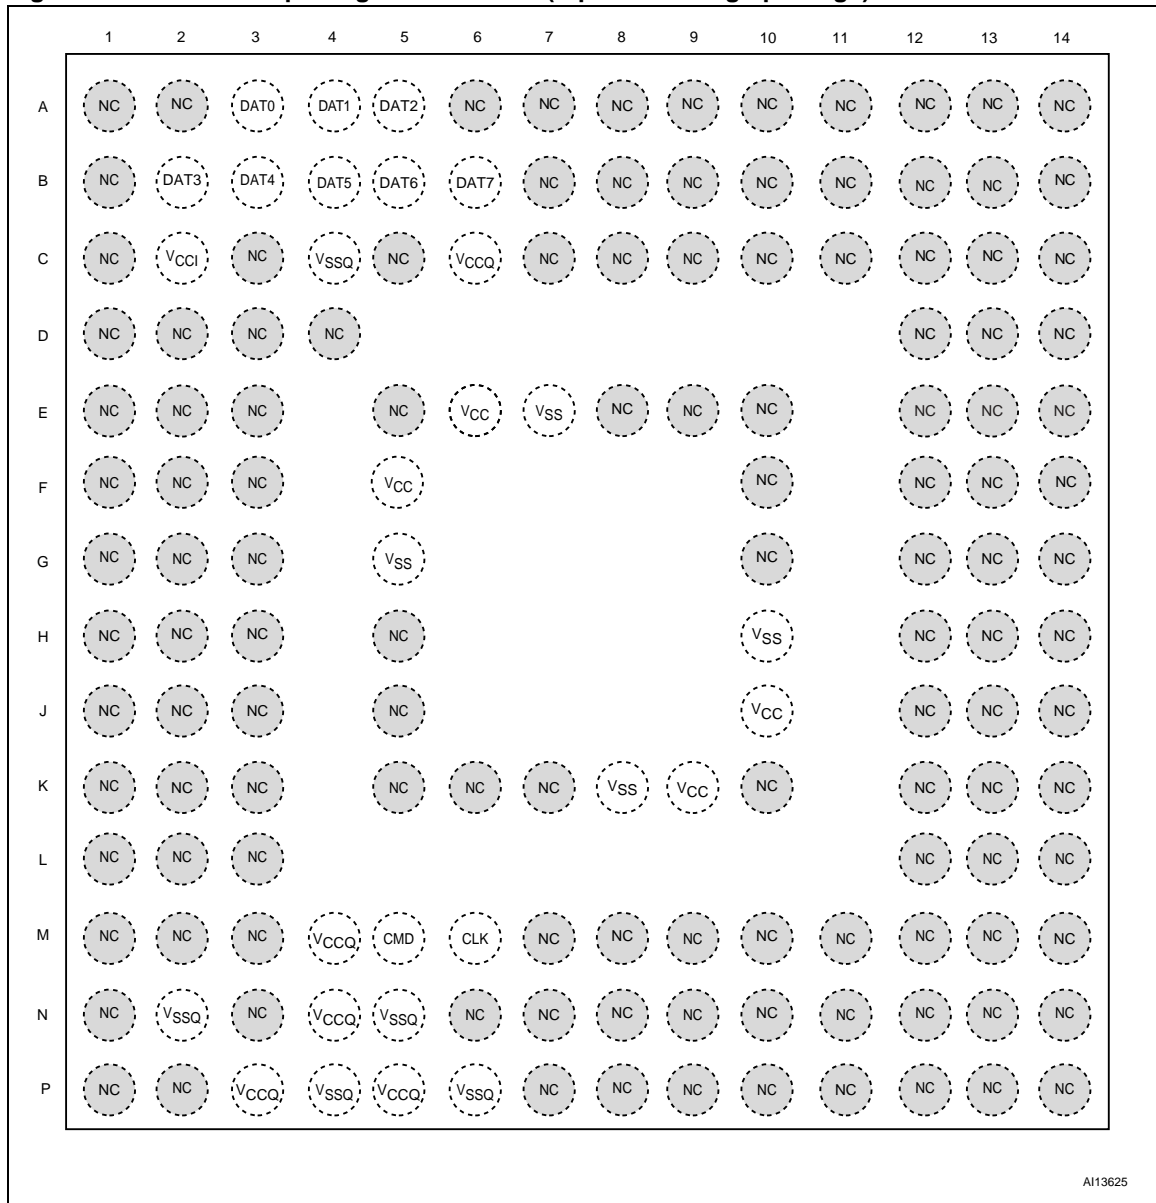 1 2 3 4 5 6 7 8 9 10 11 12 13 14
A NC NC DAT0 DAT1 DAT2 NC NC NC NC NC NC NC NC NC
B NC DAT3 DAT4 DAT5 DAT6 DAT7 NC NC NC NC NC NC NC NC
C NC VCCI NC VSSQ NC VCCQ NC NC NC NC NC NC NC NC
D NC NC NC NC NC NC NC
E NC NC NC NC VCC VSS NC NC NC NC NC NC
F NC NC NC VCC NC NC NC NC
G NC NC NC VSS NC NC NC NC
H NC NC NC NC VSS NC NC NC
J NC NC NC NC VCC NC NC NC
K NC NC NC NC NC NC VSS VCC NC NC NC NC
L NC NC NC NC NC NC
M NC NC NC VCCQ CMD CLK NC NC NC NC NC NC NC NC
N NC VSSQ NC VCCQ VSSQ NC NC NC NC NC NC NC NC NC
P NC NC VCCQ VSSQ VCCQ VSSQ NC NC NC NC NC NC NC NC
AI13625